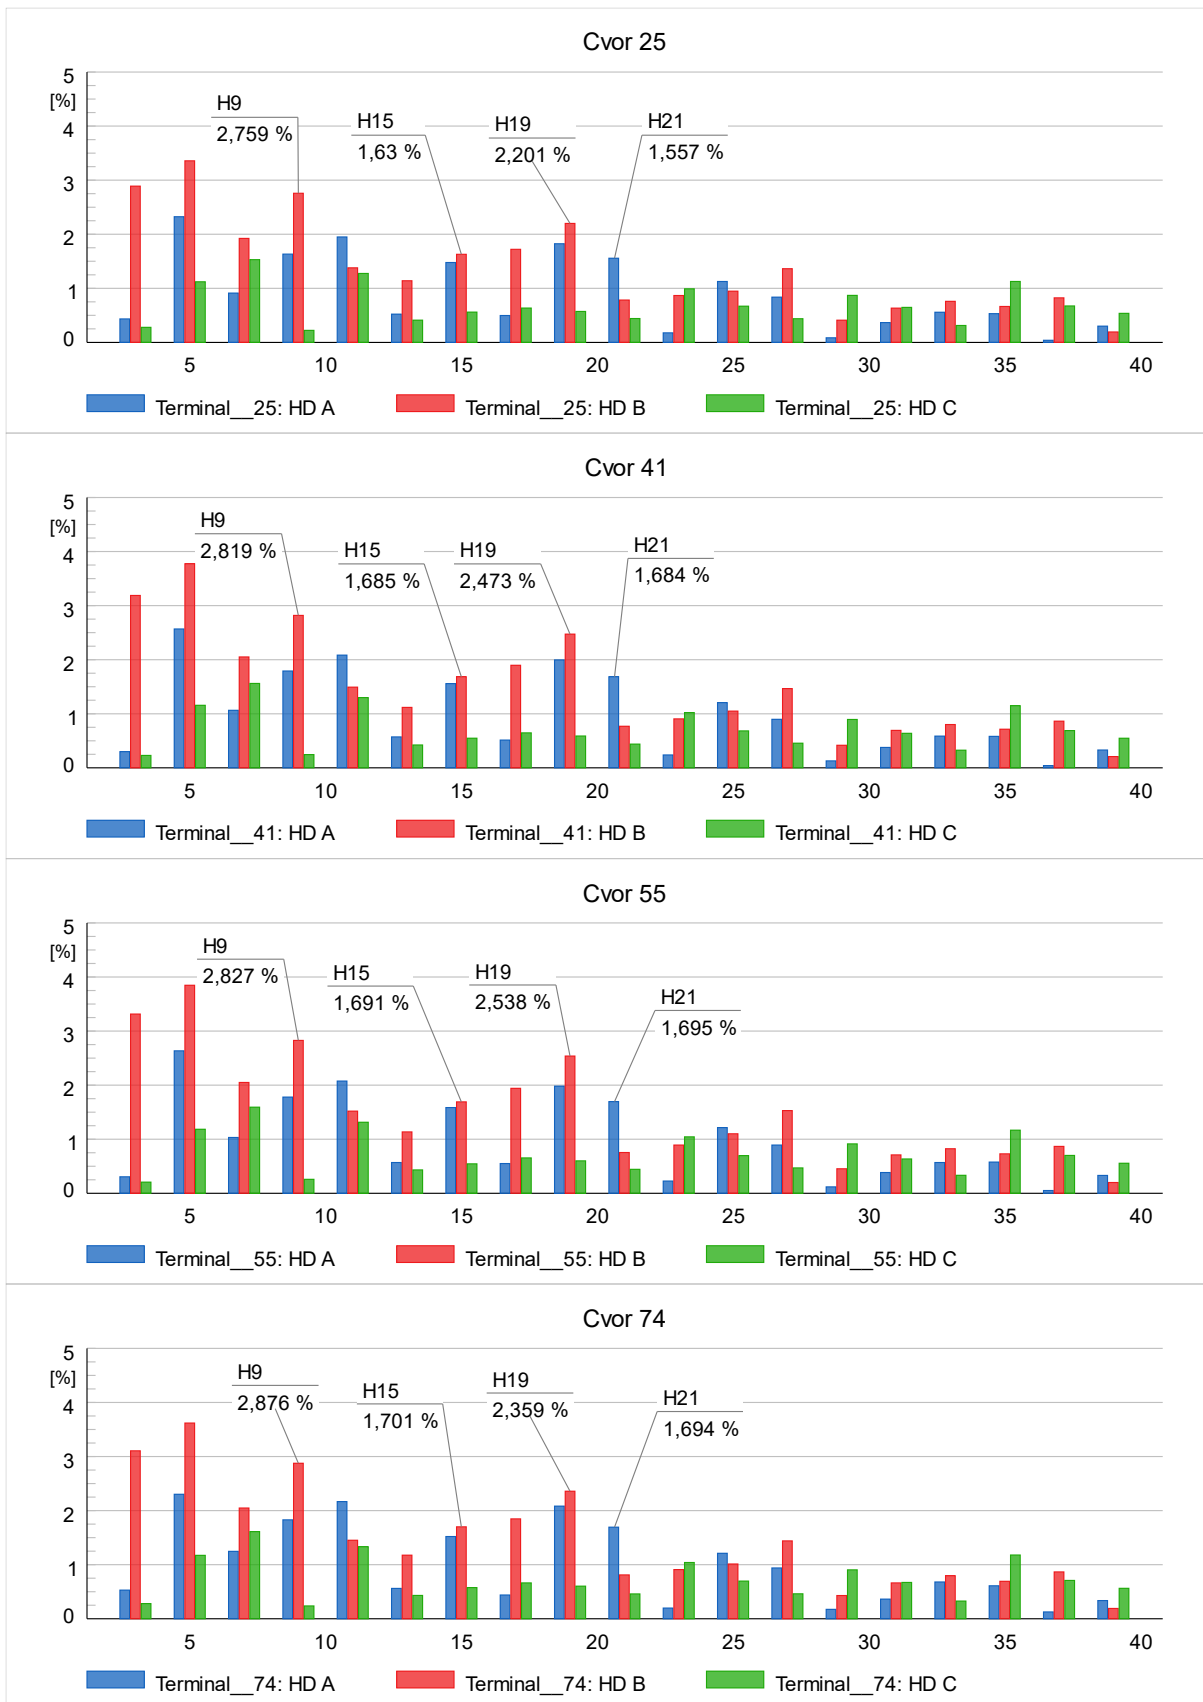 Cvor 25
5
[%]
4
3
2
1
0
H9
2,759 %
H15
1,63 %
H19
2,201 %
H21
1,557 %
5 10 15 20 25 30 35 40
Terminal__25: HD A Terminal__25: HD B Terminal__25: HD C
Cvor 41
5
[%]
4
3
2
1
0
H9
2,819 %
H15
1,685 %
H19
2,473 %
H21
1,684 %
5 10 15 20 25 30 35 40
Terminal__41: HD A Terminal__41: HD B Terminal__41: HD C
Cvor 55
5
[%]
4
3
2
1
0
H9
2,827 %
H15
1,691 %
H19
2,538 %
H21
1,695 %
5 10 15 20 25 30 35 40
Terminal__55: HD A Terminal__55: HD B Terminal__55: HD C
Cvor 74
5
[%]
4
3
2
1
0
H9
2,876 %
H15
1,701 %
H19
2,359 %
H21
1,694 %
5 10 15 20 25 30 35 40
Terminal__74: HD A Terminal__74: HD B Terminal__74: HD C